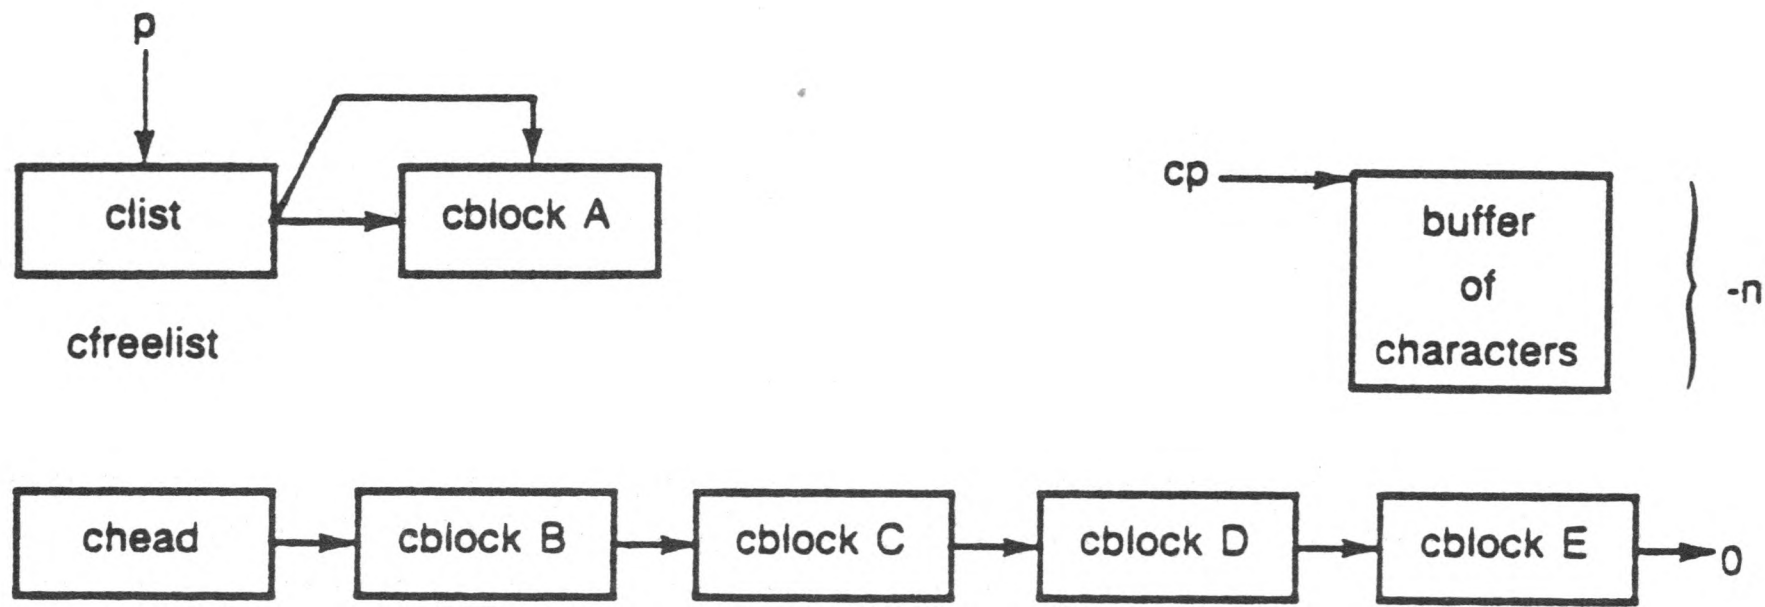 p
clist
cblock A
cp
buffer
of
characters
-n
cfreelist
chead
cblock B
cblock C
cblock D
cblock E
0